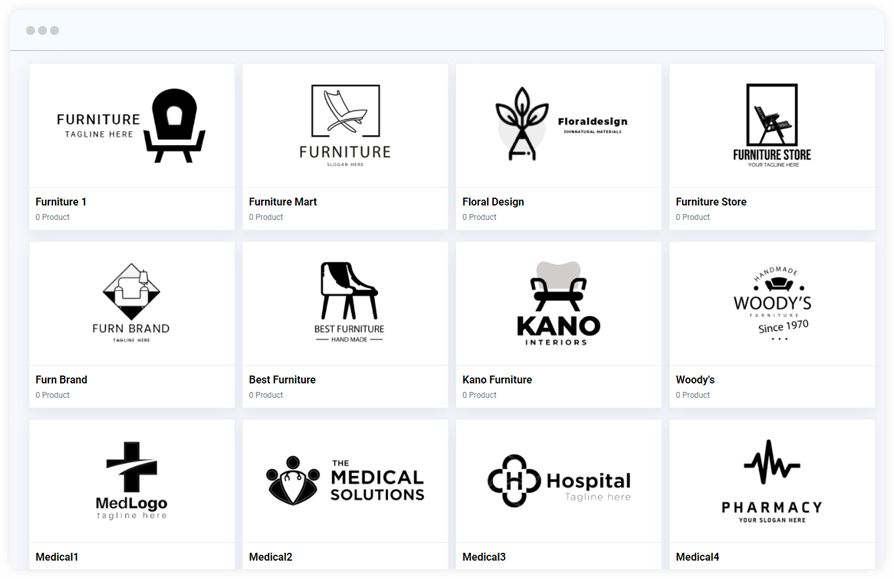 FURNITURE
TAGLINE HERE
Furniture 1
0 Product
FURNITURE
SLOGAN HERE
Furniture Mart
0 Product
Floraldesign
100%NATURAL MATERIALS
Floral Design
0 Product
FURNITURE STORE
YOUR TAGLINE HERE
Furniture Store
0 Product
FURN BRAND
TAGLINE HERE
Furn Brand
0 Product
BEST FURNITURE
HAND MADE
Best Furniture
0 Product
KANO
INTERIORS
Kano Furniture
0 Product
HANDMADE
WOODY'S
FURNITURE
Since 1970
Woody's
0 Product
MedLogo
tagline here
Medical1
THE
MEDICAL
SOLUTIONS
Medical2
H
Hospital
Tagline here
Medical3
PHARMACY
YOUR SLOGAN HERE
Medical4